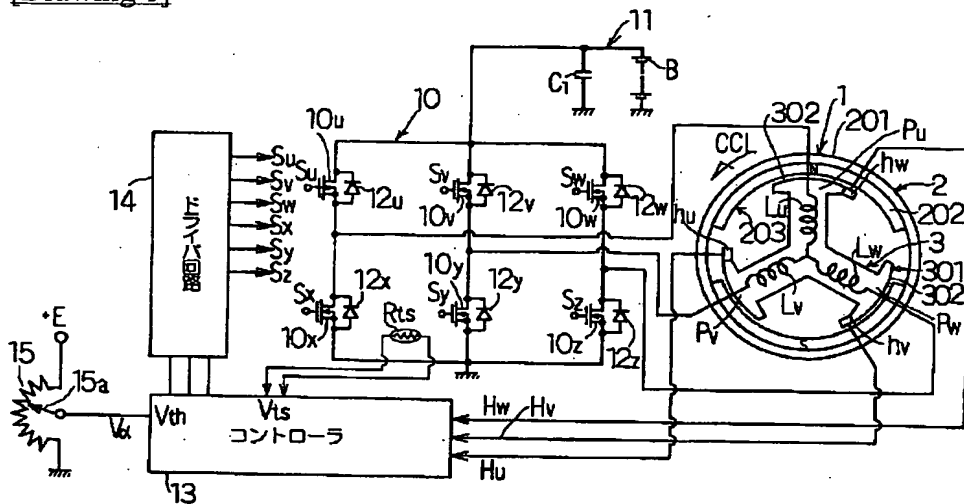 11
C1
B
10
10u
14
ドライバ回路
Su
Sv
Sw
Sx
Sy
Sz
Su
12u
Sv
10v
12v
Sw
10w
12w
302
1
201
CCL
Pu
hw
2
202
N
Lu
hu
203
Lw
3
301
302
Lv
Pv
Pw
hv
S
Sx
12x
10x
10y
Sy
12y
Sz
10z
12z
Rts
+E
15
15a
Vα
Vth
Vts
コントローラ
Hw
Hv
Hu
13